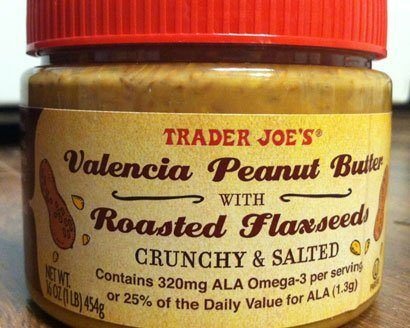 TRADER JOE'S®
Valencia Peanut Butter
WITH
Roasted Flaxseeds
CRUNCHY & SALTED
Contains 320mg ALA Omega-3 per serving
or 25% of the Daily Value for ALA (1.3g)
NET WT.
16 OZ (1 LB) 454g